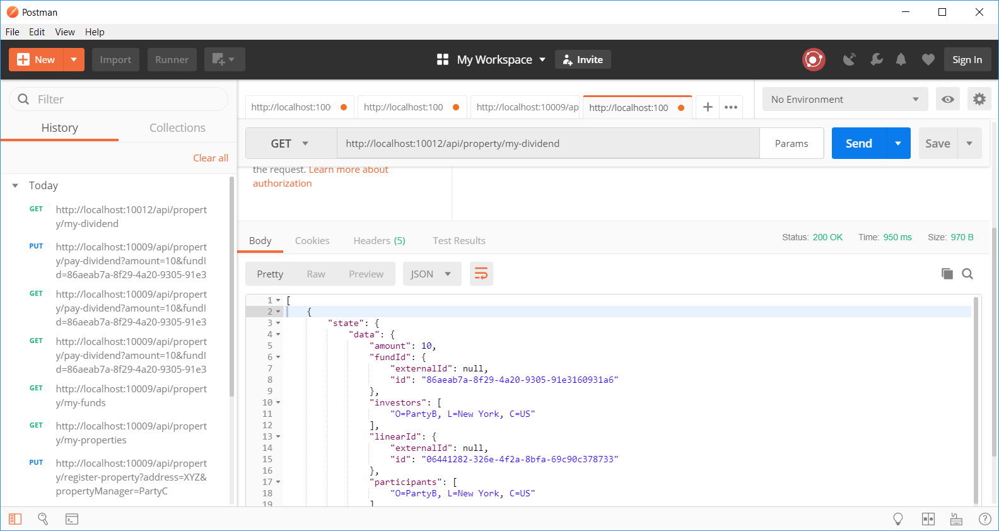 Postman
File Edit View Help
New Import Runner My Workspace Invite Sign In
Filter
History Collections
Clear all
Today
GET http://localhost:10012/api/propert
y/my-dividend
PUT http://localhost:10009/api/propert
y/pay-dividend?amount=10&fundI
d=86aeab7a-8f29-4a20-9305-91e3
GET http://localhost:10009/api/propert
y/pay-dividend?amount=10&fundI
d=86aeab7a-8f29-4a20-9305-91e3
GET http://localhost:10009/api/propert
y/pay-dividend?amount=10&fundI
d=86aeab7a-8f29-4a20-9305-91e3
GET http://localhost:10009/api/propert
y/my-funds
GET http://localhost:10009/api/propert
y/my-properties
PUT http://localhost:10009/api/propert
y/register-property?address=XYZ&
propertyManager=PartyC
http://localhost:100 http://localhost:100 http://localhost:10009/ap http://localhost:100
No Environment
GET http://localhost:10012/api/property/my-dividend Params Send Save
the request. Learn more about
authorization
Body Cookies Headers (5) Test Results Status: 200 OK Time: 950 ms Size: 970 B
Pretty Raw Preview JSON
1 [
2 {
3 "state": {
4 "data": {
5 "amount": 10,
6 "fundId": {
7 "externalId": null,
8 "id": "86aeab7a-8f29-4a20-9305-91e3160931a6"
9 },
10 "investors": [
11 "O=PartyB, L=New York, C=US"
12 ],
13 "linearId": {
14 "externalId": null,
15 "id": "06441282-326e-4f2a-8bfa-69c90c378733"
16 },
17 "participants": [
18 "O=PartyB, L=New York, C=US"
19 ]